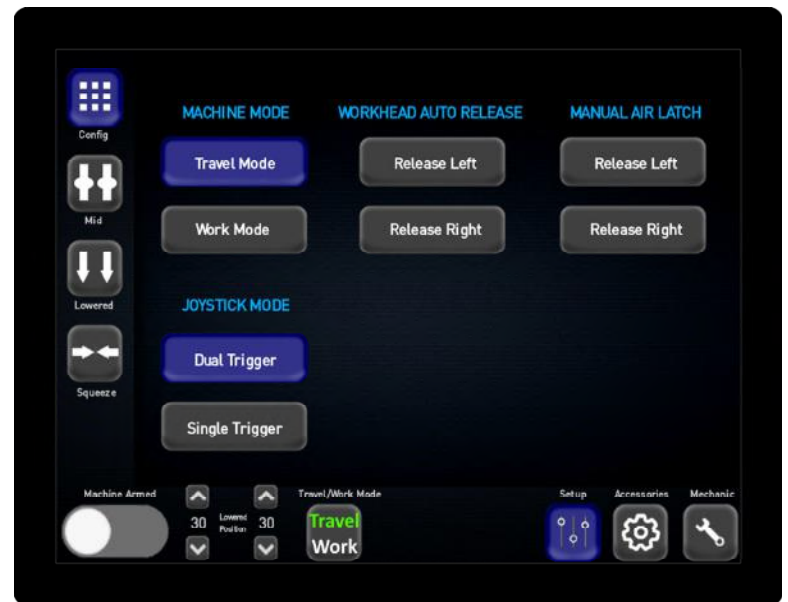 Config
Mid
Lowered
Squeeze
MACHINE MODE
Travel Mode
Work Mode
JOYSTICK MODE
Dual Trigger
Single Trigger
WORKHEAD AUTO RELEASE
Release Left
Release Right
MANUAL AIR LATCH
Release Left
Release Right
Machine Armed
30
Lowered
Position
30
Travel/Work Mode
Travel
Work
Setup
Accessories
Mechanic